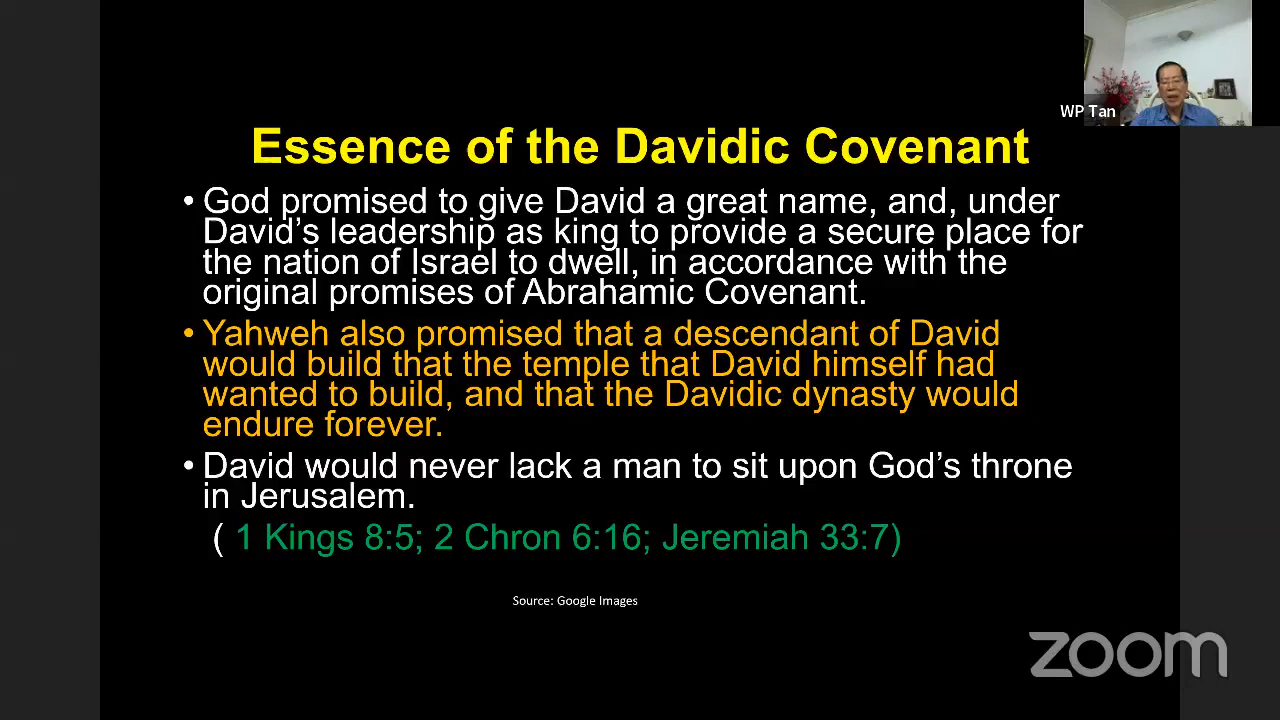 WP Tan
Essence of the Davidic Covenant
• God promised to give David a great name, and, under
David’s leadership as king to provide a secure place for
the nation of Israel to dwell, in accordance with the
original promises of Abrahamic Covenant.
• Yahweh also promised that a descendant of David
would build that the temple that David himself had
wanted to build, and that the Davidic dynasty would
endure forever.
• David would never lack a man to sit upon God’s throne
in Jerusalem.
( 1 Kings 8:5; 2 Chron 6:16; Jeremiah 33:7)
Source: Google Images
zoom